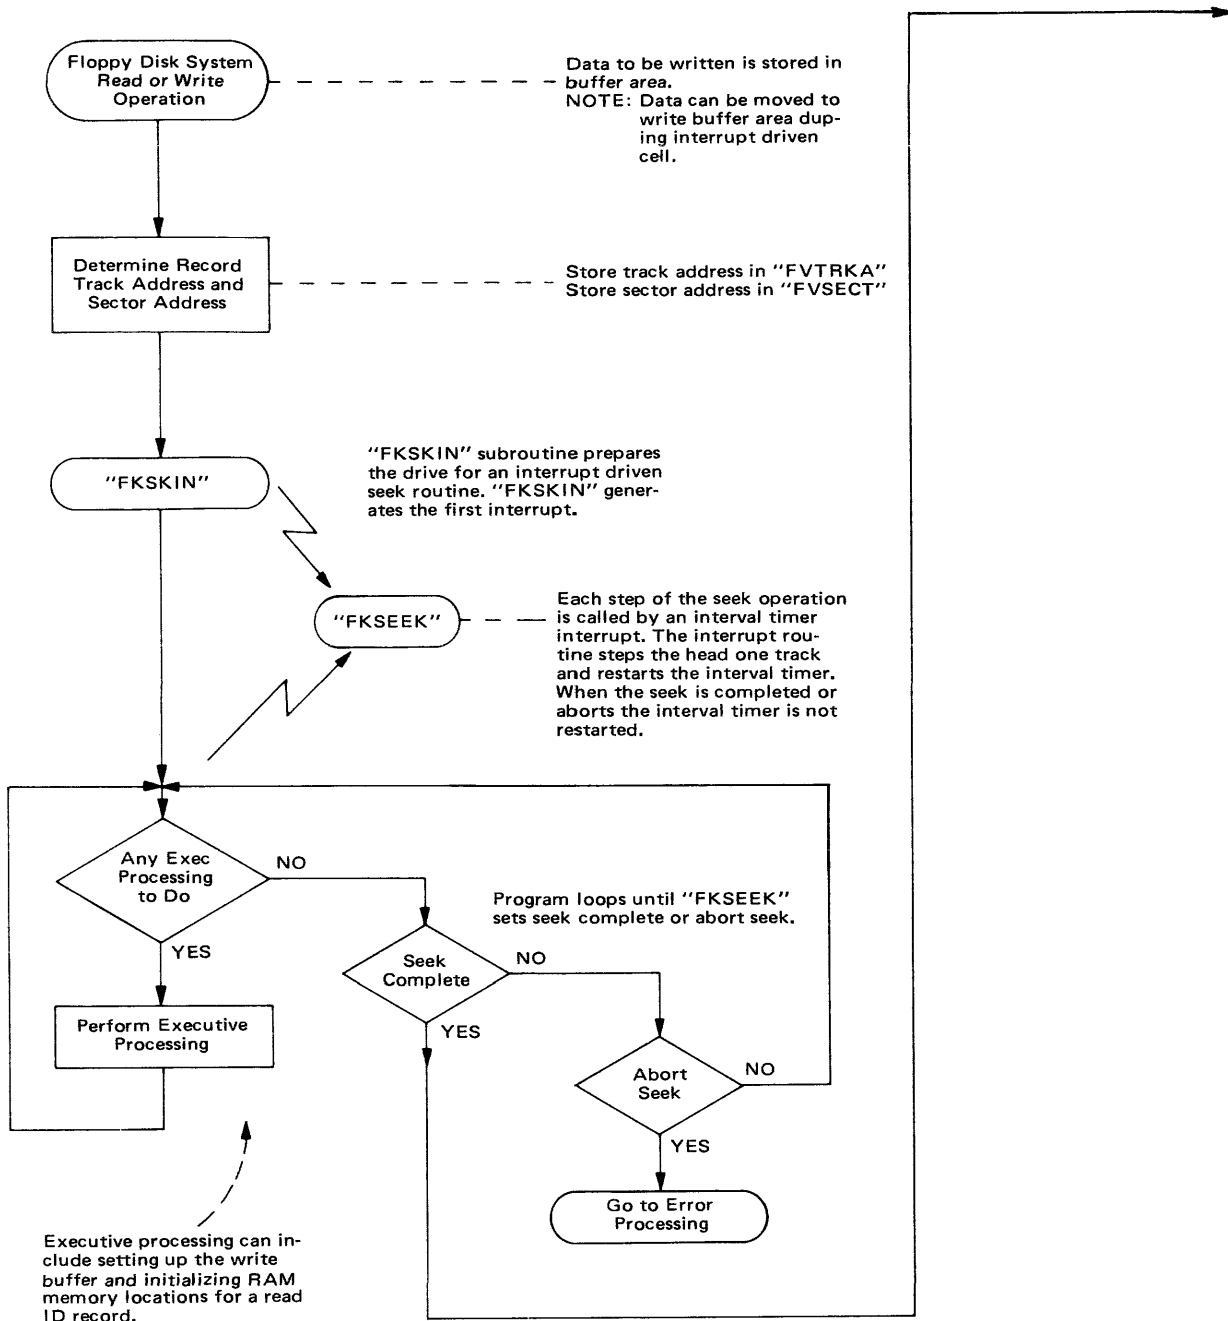 Floppy Disk System
Read or Write
Operation
Data to be written is stored in
buffer area.
NOTE: Data can be moved to
write buffer area dup-
ing interrupt driven
cell.
Determine Record
Track Address and
Sector Address
Store track address in "FVTRKA"
Store sector address in "FVSECT"
"FKSKIN"
"FKSKIN" subroutine prepares
the drive for an interrupt driven
seek routine. "FKSKIN" gener-
ates the first interrupt.
"FKSEEK"
Each step of the seek operation
is called by an interval timer
interrupt. The interrupt rou-
tine steps the head one track
and restarts the interval timer.
When the seek is completed or
aborts the interval timer is not
restarted.
Any Exec
Processing
to Do
NO
YES
Program loops until "FKSEEK"
sets seek complete or abort seek.
Seek
Complete
NO
YES
Perform Executive
Processing
Abort
Seek
NO
YES
Go to Error
Processing
Executive processing can in-
clude setting up the write
buffer and initializing RAM
memory locations for a read
ID record.